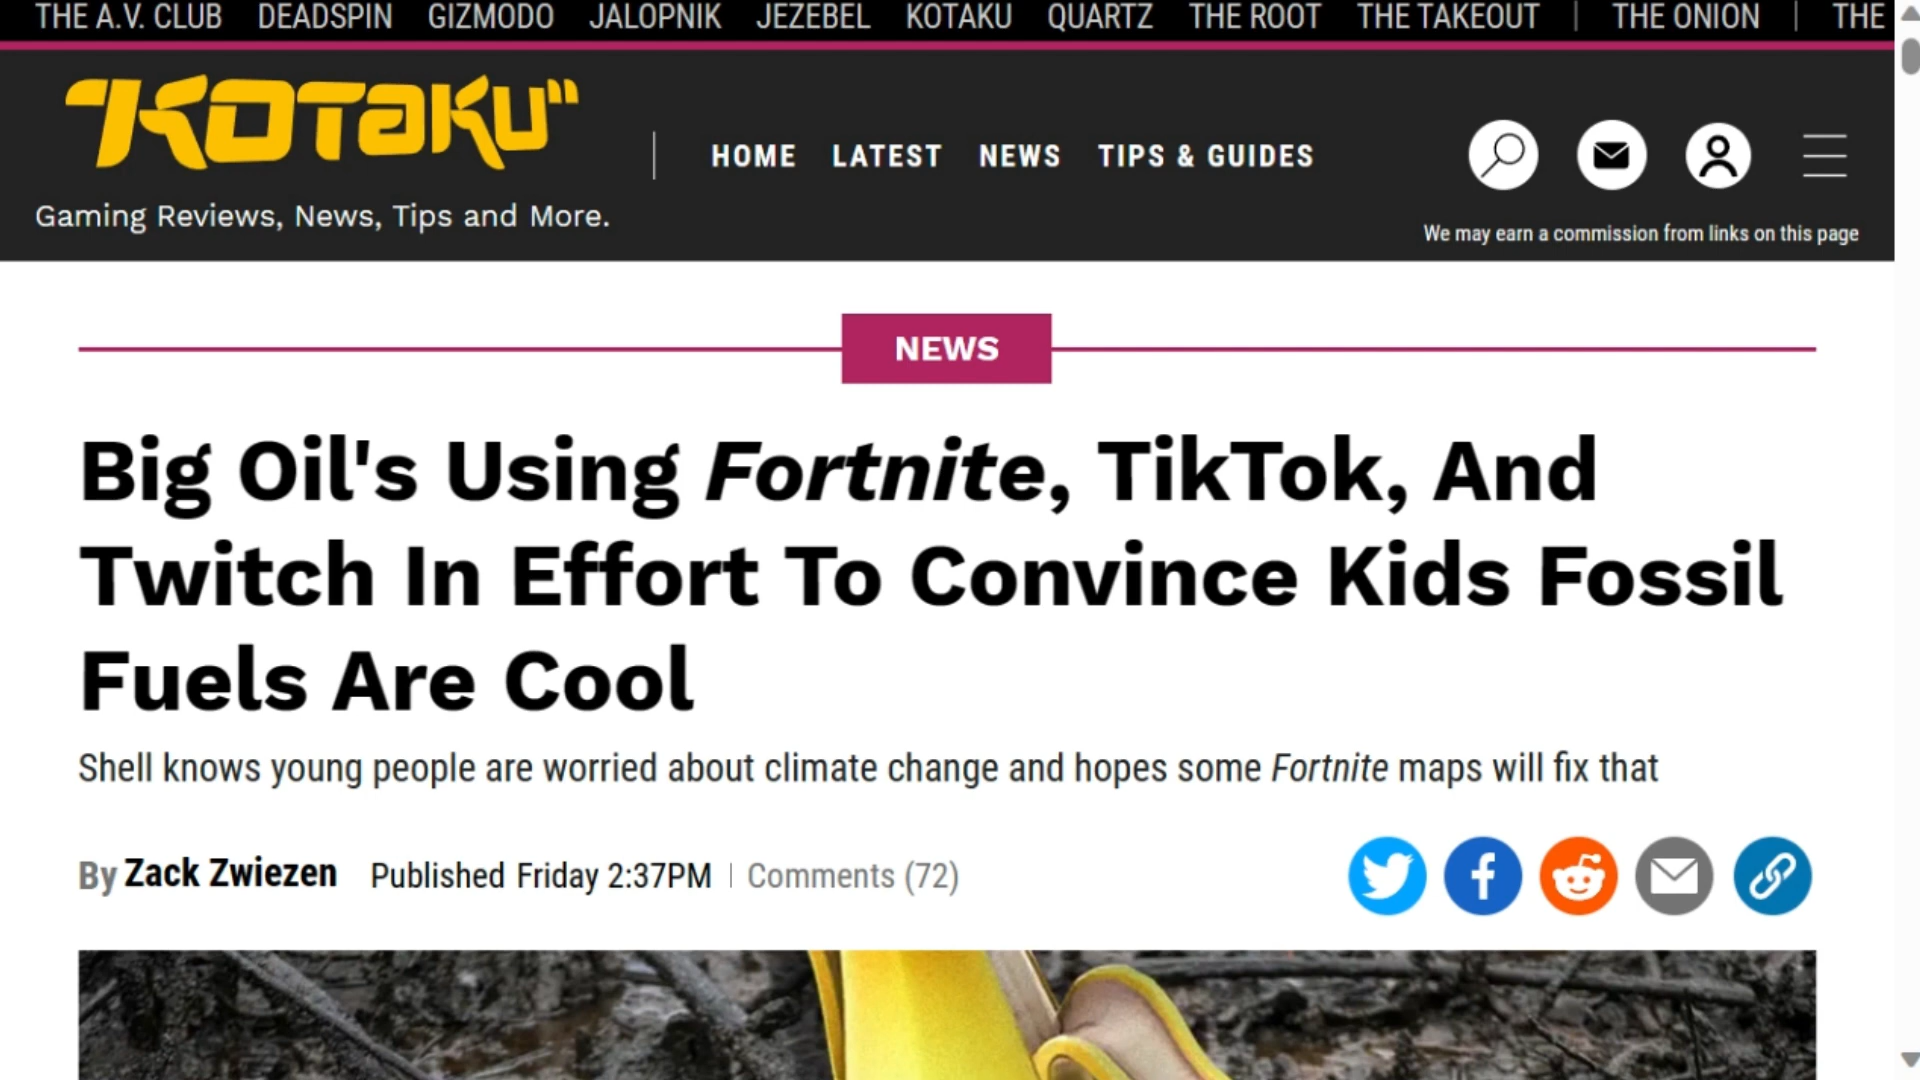 THE A.V. CLUB DEADSPIN GIZMODO JALOPNIK JEZEBEL KOTAKU QUARTZ THE ROOT THE TAKEOUT | THE ONION | THE
KOTAKU
HOME LATEST NEWS TIPS & GUIDES
Gaming Reviews, News, Tips and More.
We may earn a commission from links on this page
NEWS
Big Oil's Using Fortnite, TikTok, And
Twitch In Effort To Convince Kids Fossil
Fuels Are Cool
Shell knows young people are worried about climate change and hopes some Fortnite maps will fix that
By Zack Zwiezen Published Friday 2:37PM | Comments (72)